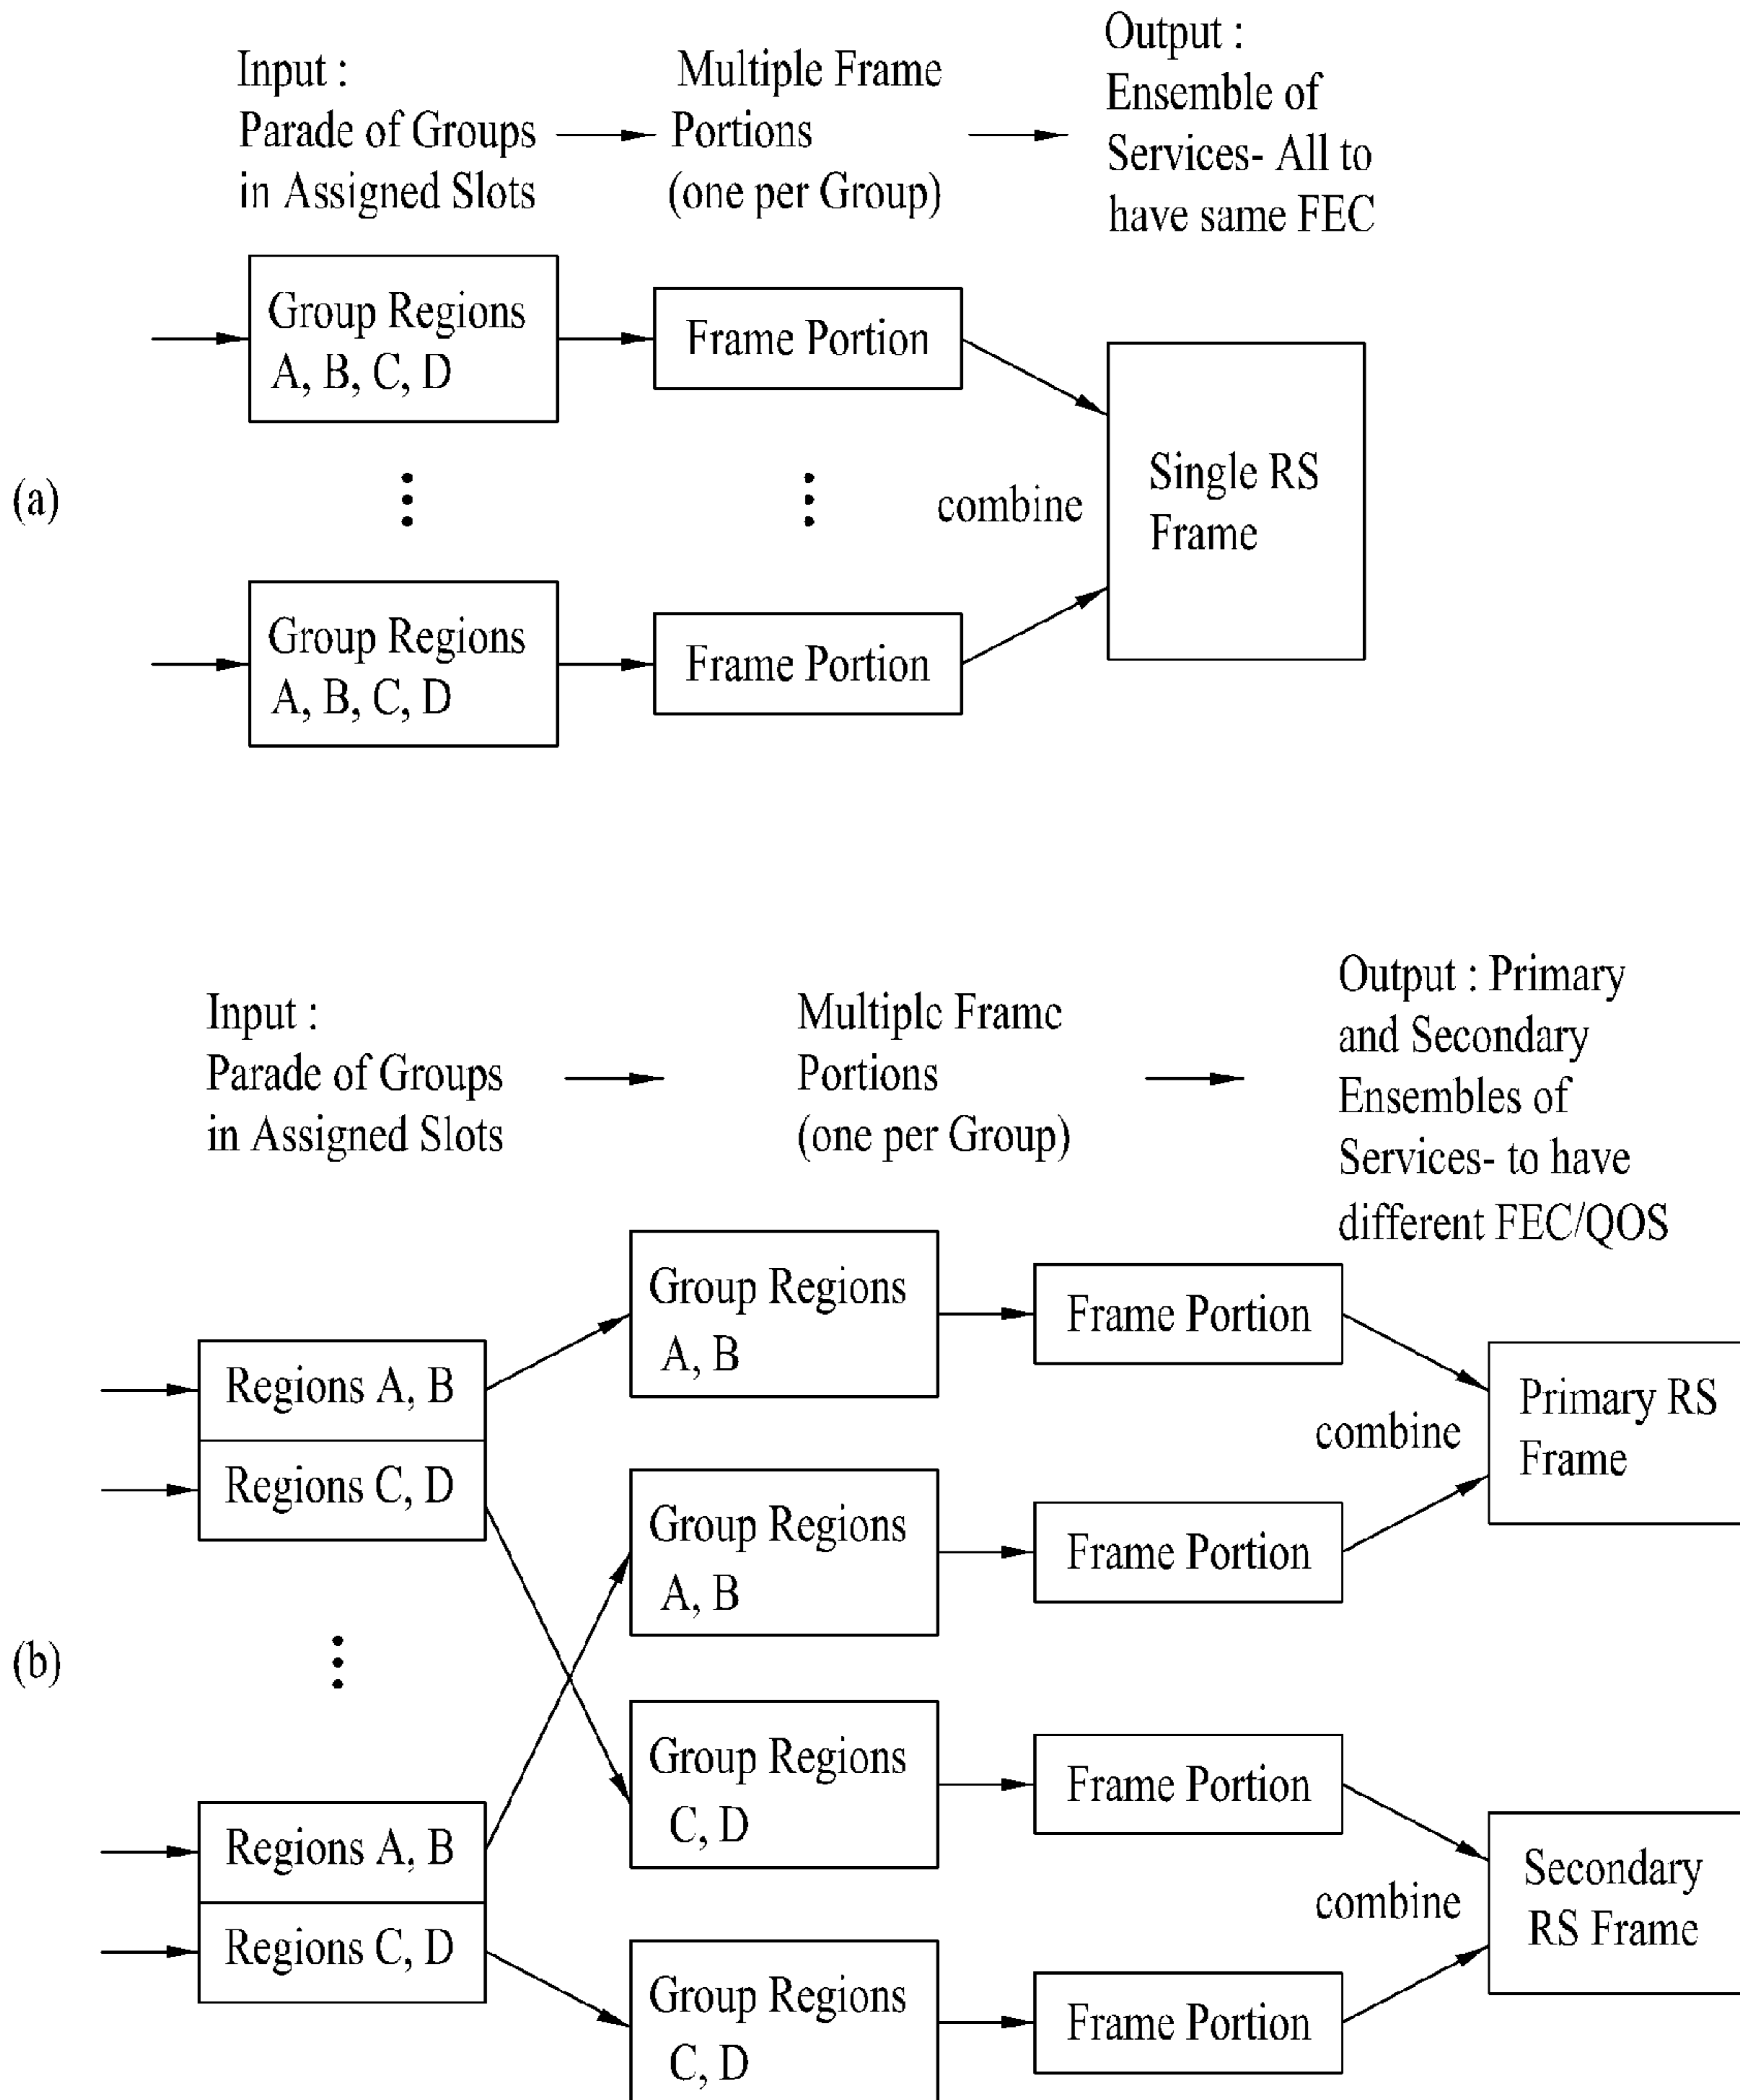 Input :
Parade of Groups
in Assigned Slots
Multiple Frame
Portions
(one per Group)
Output :
Ensemble of
Services- All to
have same FEC
(a)
Group Regions
A, B, C, D
Frame Portion
combine
Single RS
Frame
Group Regions
A, B, C, D
Frame Portion
Input :
Parade of Groups
in Assigned Slots
Multiple Frame
Portions
(one per Group)
Output : Primary
and Secondary
Ensembles of
Services- to have
different FEC/QOS
(b)
Regions A, B
Regions C, D
Group Regions
A, B
Frame Portion
Group Regions
A, B
Frame Portion
combine
Primary RS
Frame
Regions A, B
Regions C, D
Group Regions
C, D
Frame Portion
Group Regions
C, D
Frame Portion
combine
Secondary
RS Frame